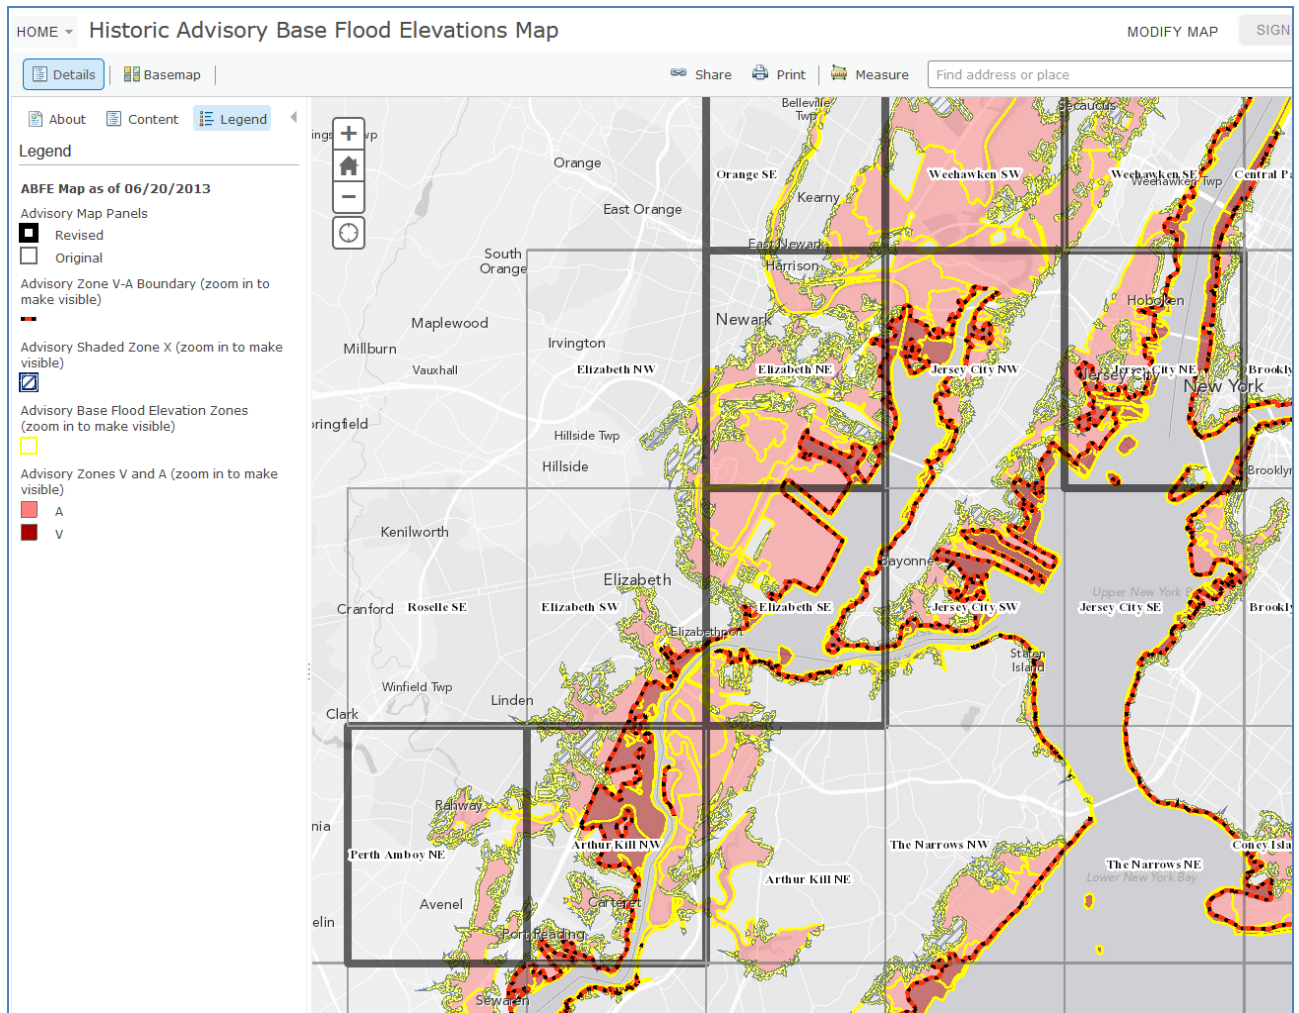 HOME
Historic Advisory Base Flood Elevations Map
MODIFY MAP
SIGN
Details
Basemap
Share
Print
Measure
Find address or place
About
Content
Legend
Legend
ABFE Map as of 06/20/2013
Advisory Map Panels
Revised
Original
Advisory Zone V-A Boundary (zoom in to
make visible)
Advisory Shaded Zone X (zoom in to make
visible)
Advisory Base Flood Elevation Zones
(zoom in to make visible)
Advisory Zones V and A (zoom in to make
visible)
A
V
Belleville
Twp
Secaucus
Orange
Orange SE
Weehawken SW
Weehawken SE
Weehawken Twp
Central Pa
Kearny
East Orange
South
Orange
East Newark
Harrison
Hoboken
Maplewood
Newark
Millburn
Irvington
Vauxhall
Elizabeth NW
Elizabeth NE
Jersey City NW
Jersey City NE
Jersey City
New York
Brookly
pringfield
Hillside Twp
Hillside
Brooklyn
Kenilworth
Bayonne
Elizabeth
Upper New York B
Cranford
Roselle SE
Elizabeth SW
Elizabeth SE
Jersey City SW
Jersey City SE
Brookly
Elizabethport
Staten
Island
Winfield Twp
Linden
Clark
Rahway
nia
Perth Amboy NE
Arthur Kill NW
Arthur Kill NE
The Narrows NW
The Narrows NE
Coney Isla
Lower New York Bay
Avenel
Carteret
elin
Port Reading
Sewaren